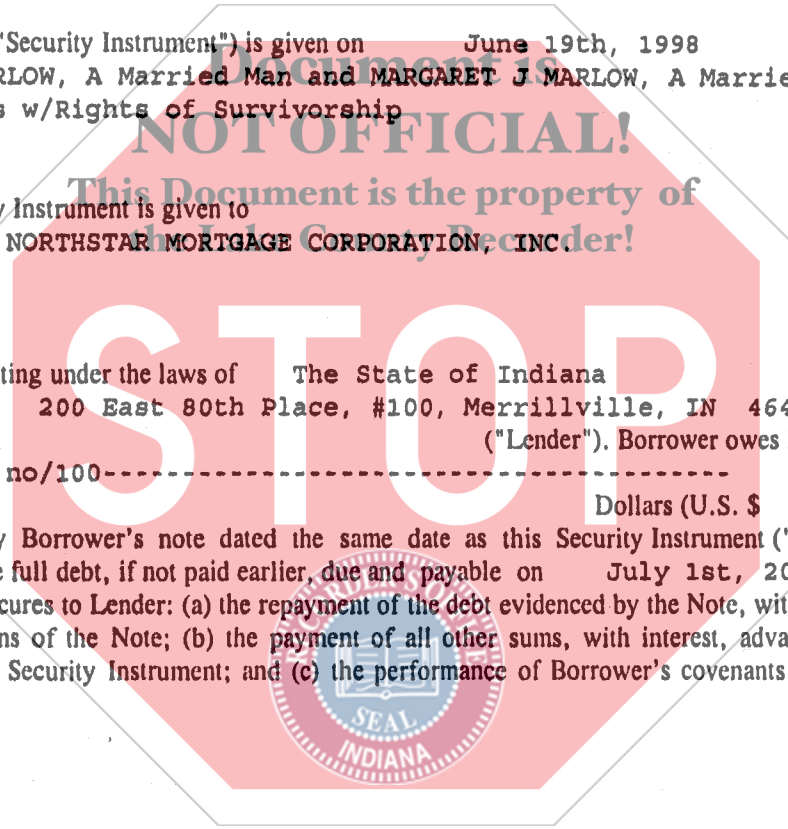 "Security Instrument") is given on June 19th, 1998
Document is
RLOW, A Married Man and MARGARET J MARLOW, A Marrie
s w/Rights of Survivorship
NOT OFFICIAL!
This Document is the property of
y Instrument is given to
the Lake County Recorder!
NORTHSTAR MORTGAGE CORPORATION, INC.
STOP
ting under the laws of The State of Indiana
200 East 80th Place, #100, Merrillville, IN 464
("Lender"). Borrower owes
no/100--------------------------------------------
Dollars (U.S. $
y Borrower's note dated the same date as this Security Instrument ("
e full debt, if not paid earlier, due and payable on July 1st, 20
cures to Lender: (a) the repayment of the debt evidenced by the Note, wit
ns of the Note; (b) the payment of all other sums, with interest, adva
Security Instrument; and (c) the performance of Borrower's covenants
SEAL
INDIANA